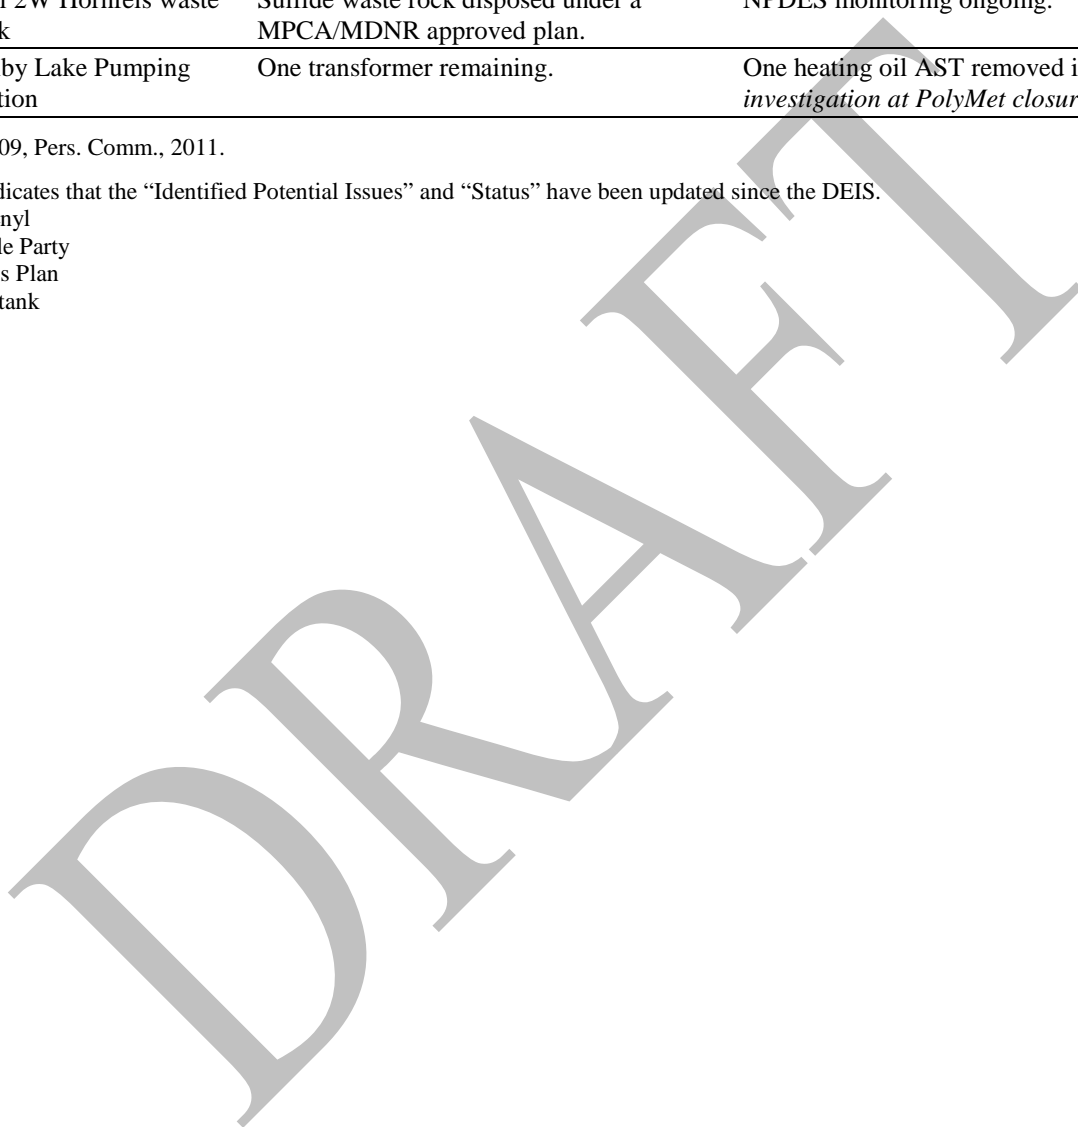 2W Hornfels waste Sulfide waste rock disposed under a NPDES monitoring ongoing.
k MPCA/MDNR approved plan.
by Lake Pumping One transformer remaining. One heating oil AST removed i
tion investigation at PolyMet closur
09, Pers. Comm., 2011.
dicates that the “Identified Potential Issues” and “Status” have been updated since the DEIS.
nyl
le Party
s Plan
tank
DRAFT